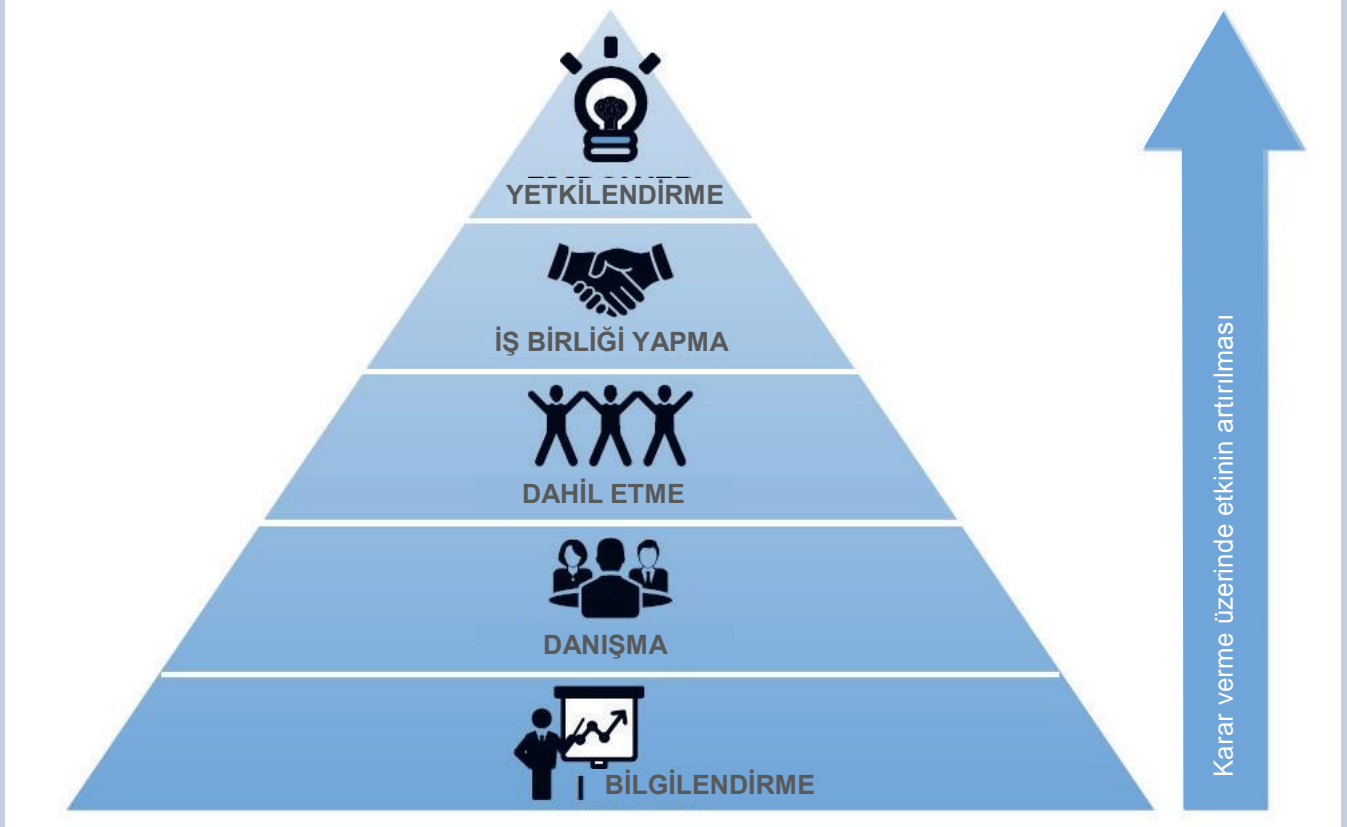 YETKİLENDİRME
İŞ BİRLİĞİ YAPMA
DAHİL ETME
DANIŞMA
BİLGİLENDİRME
Karar verme üzerinde etkinin artırılması